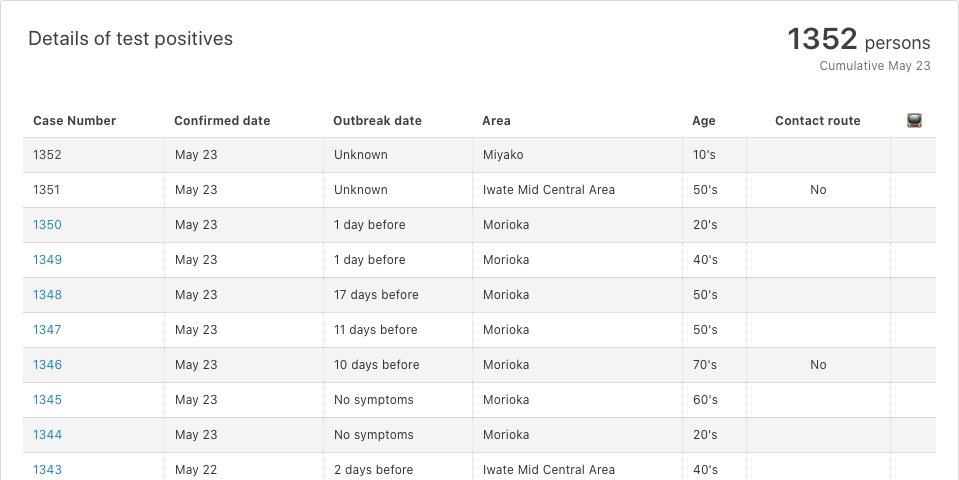 Details of test positives
1352 persons
Cumulative May 23
Case Number Confirmed date Outbreak date Area Age Contact route
1352 May 23 Unknown Miyako 10's
1351 May 23 Unknown Iwate Mid Central Area 50's No
1350 May 23 1 day before Morioka 20's
1349 May 23 1 day before Morioka 40's
1348 May 23 17 days before Morioka 50's
1347 May 23 11 days before Morioka 50's
1346 May 23 10 days before Morioka 70's No
1345 May 23 No symptoms Morioka 60's
1344 May 23 No symptoms Morioka 20's
1343 May 22 2 days before Iwate Mid Central Area 40's